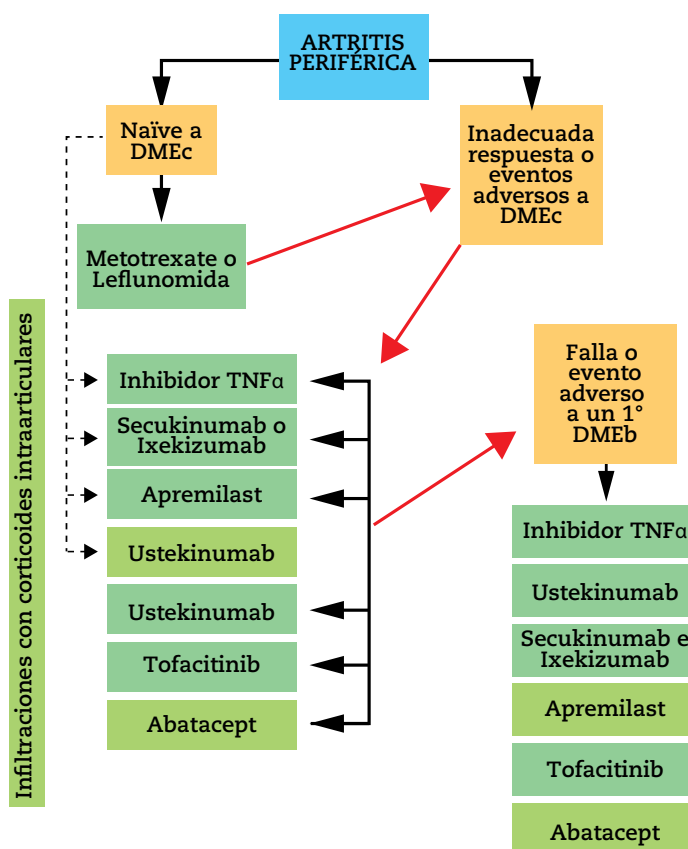 ARTRITIS
PERIFÉRICA
Naïve a
DMEc
Inadecuada
respuesta o
eventos
adversos a
DMEc
Metotrexate o
Leflunomida
Infiltraciones con corticoides intraarticulares
Inhibidor TNFα
Secukinumab o
Ixekizumab
Apremilast
Ustekinumab
Ustekinumab
Tofacitinib
Abatacept
Falla o
evento
adverso
a un 1°
DMEb
Inhibidor TNFα
Ustekinumab
Secukinumab e
Ixekizumab
Apremilast
Tofacitinib
Abatacept